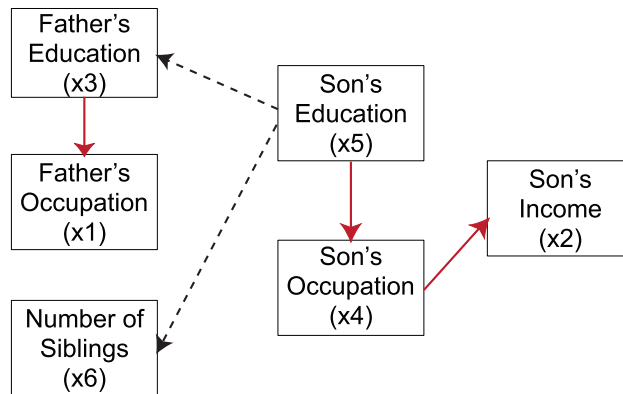 Father's
Education
(x3)
Son's
Education
(x5)
Father's
Occupation
(x1)
Son's
Income
(x2)
Son's
Occupation
(x4)
Number of
Siblings
(x6)